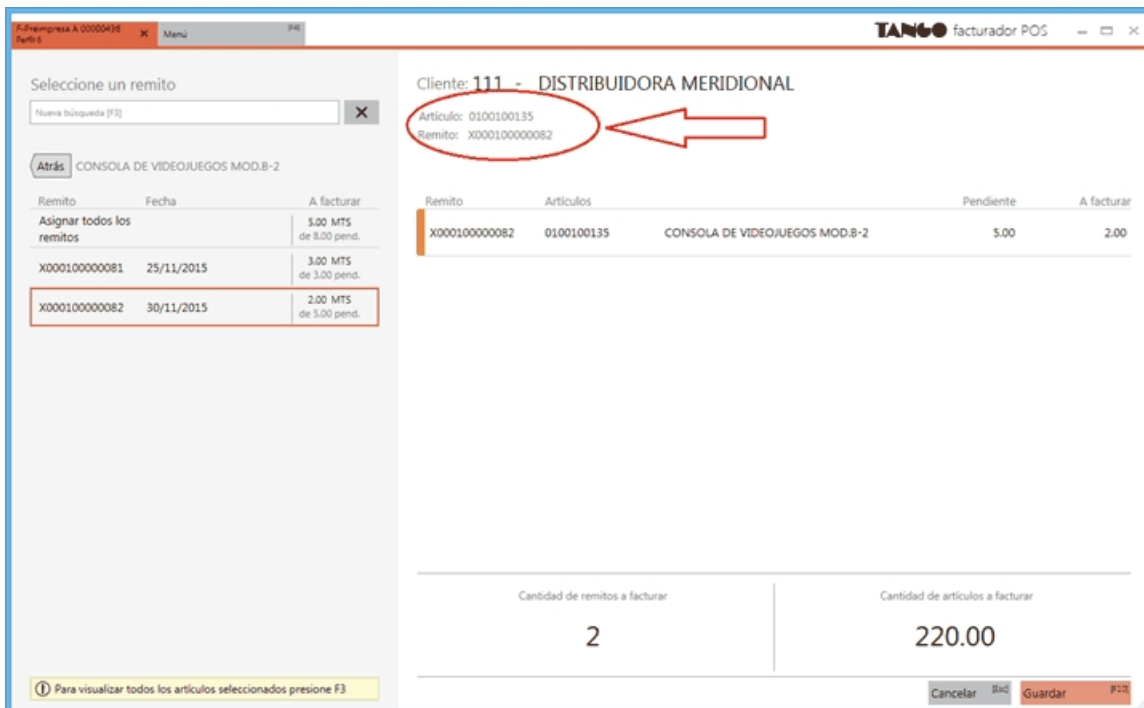 F-Preimpresa A 00000436
Perfil 6
Menú
TANGO facturador POS
Seleccione un remito
Nueva búsqueda [F3]
Atrás CONSOLA DE VIDEOJUEGOS MOD.B-2
Remito Fecha A facturar
Asignar todos los remitos 5.00 MTS
de 8.00 pend.
X000100000081 25/11/2015 3.00 MTS
de 3.00 pend.
X000100000082 30/11/2015 2.00 MTS
de 5.00 pend.
Para visualizar todos los artículos seleccionados presione F3
Cliente: 111 - DISTRIBUIDORA MERIDIONAL
Artículo: 0100100135
Remito: X000100000082
Remito Artículos Pendiente A facturar
X000100000082 0100100135 CONSOLA DE VIDEOJUEGOS MOD.B-2 5.00 2.00
Cantidad de remitos a facturar
2
Cantidad de artículos a facturar
220.00
Cancelar [Esc] Guardar